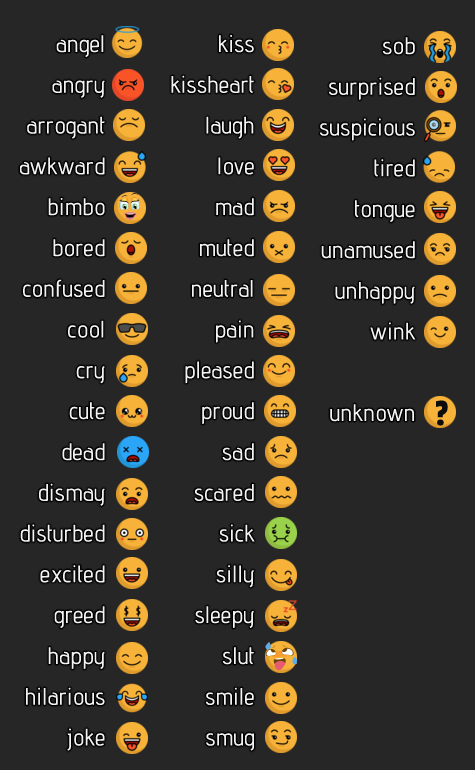 angel
angry
arrogant
awkward
bimbo
bored
confused
cool
cry
cute
dead
dismay
disturbed
excited
greed
happy
hilarious
joke
kiss
kissheart
laugh
love
mad
muted
neutral
pain
pleased
proud
sad
scared
sick
silly
sleepy
slut
smile
smug
sob
surprised
suspicious
tired
tongue
unamused
unhappy
wink
unknown